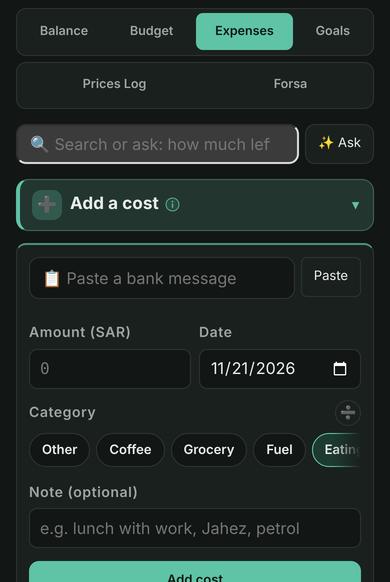 Balance Budget Expenses Goals
Prices Log Forsa
🔍 Search or ask: how much lef ✨ Ask
➕ Add a cost ⓘ ▼
📋 Paste a bank message Paste
Amount (SAR) Date
0 11/21/2026
Category ➗
Other Coffee Grocery Fuel Eating
Note (optional)
e.g. lunch with work, Jahez, petrol
Add cost